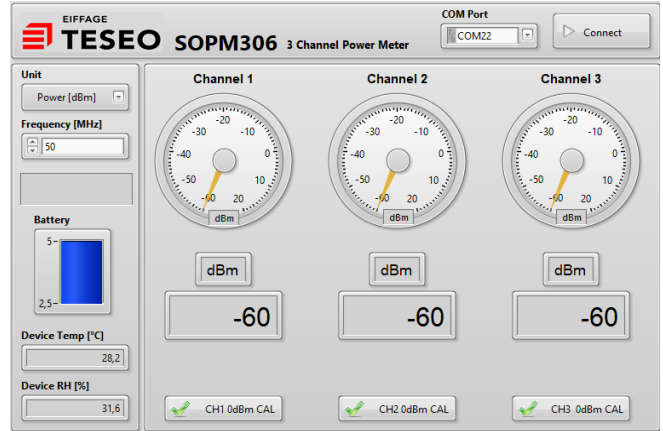 EIFFAGE
TESEO
SOPM306 3 Channel Power Meter
COM Port
COM22
Connect
Unit
Power [dBm]
Frequency [MHz]
50
Battery
5
2,5
Device Temp [°C]
28,2
Device RH [%]
31,6
Channel 1
-20
-30 -10
-40 0
-50 10
-60 20
dBm
dBm
-60
CH1 0dBm CAL
Channel 2
-20
-30 -10
-40 0
-50 10
-60 20
dBm
dBm
-60
CH2 0dBm CAL
Channel 3
-20
-30 -10
-40 0
-50 10
-60 20
dBm
dBm
-60
CH3 0dBm CAL